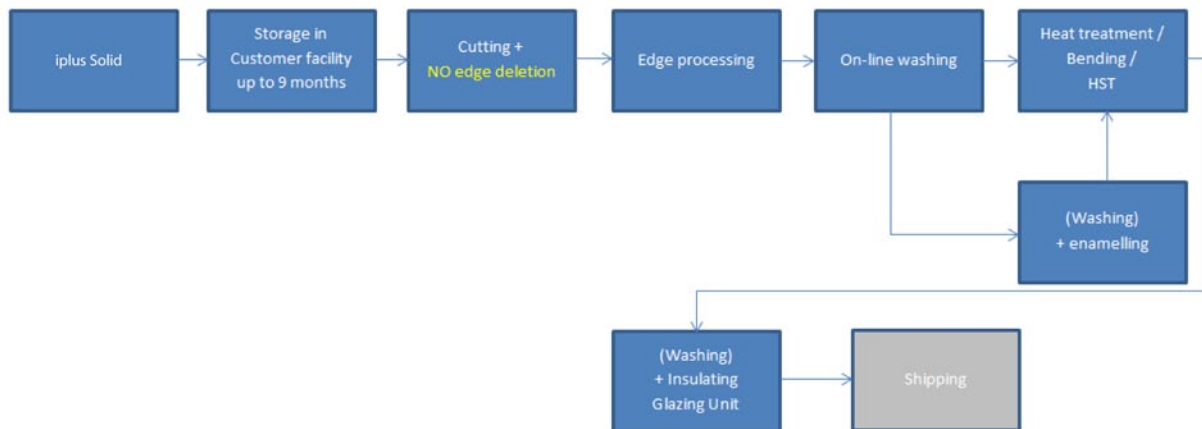 iplus Solid
Storage in
Customer facility
up to 9 months
Cutting +
NO edge deletion
Edge processing
On-line washing
Heat treatment /
Bending /
HST
(Washing)
+ enamelling
(Washing)
+ Insulating
Glazing Unit
Shipping